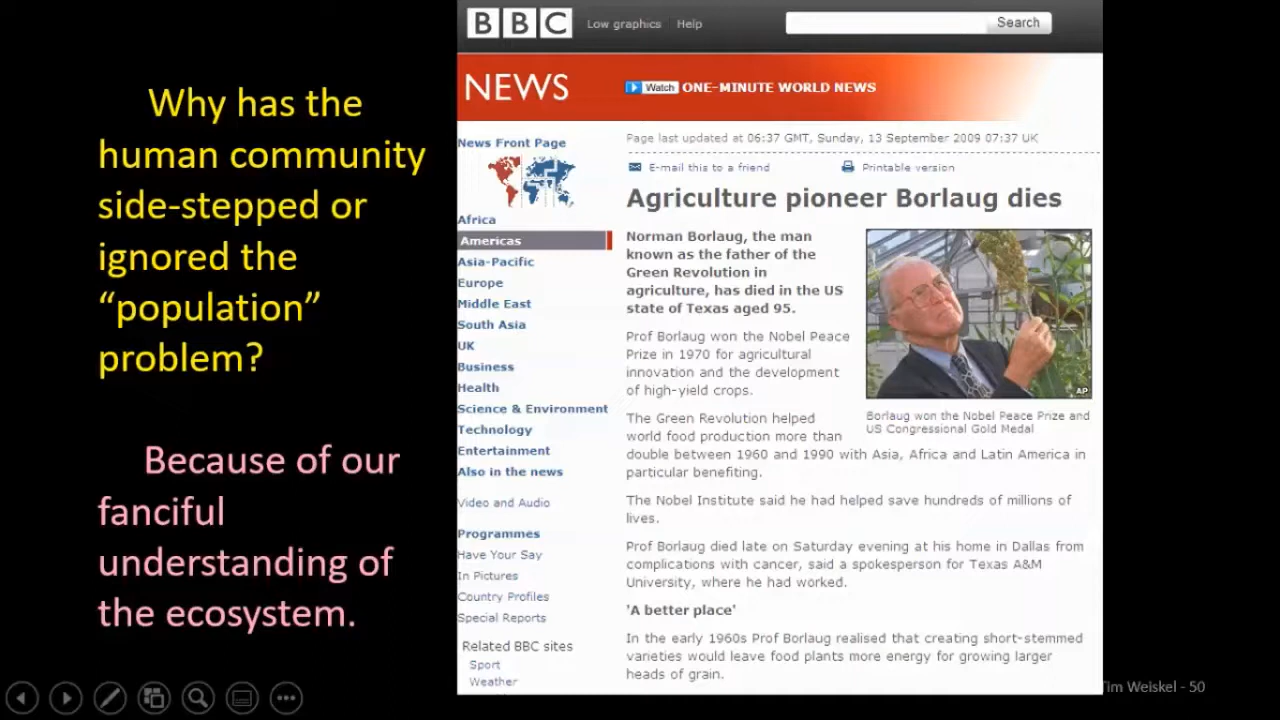 Why has the
human community
side-stepped or
ignored the
“population”
problem?
Because of our
fanciful
understanding of
the ecosystem.
BBC
Low graphics
Help
Search
NEWS
Watch ONE-MINUTE WORLD NEWS
News Front Page
Africa
Americas
Asia-Pacific
Europe
Middle East
South Asia
UK
Business
Health
Science & Environment
Technology
Entertainment
Also in the news
Video and Audio
Programmes
Have Your Say
In Pictures
Country Profiles
Special Reports
Related BBC sites
Sport
Weather
Page last updated at 06:37 GMT, Sunday, 13 September 2009 07:37 UK
E-mail this to a friend
Printable version
Agriculture pioneer Borlaug dies
Norman Borlaug, the man
known as the father of the
Green Revolution in
agriculture, has died in the US
state of Texas aged 95.
Prof Borlaug won the Nobel Peace
Prize in 1970 for agricultural
innovation and the development
of high-yield crops.
AP
Borlaug won the Nobel Peace Prize and
US Congressional Gold Medal
The Green Revolution helped
world food production more than
double between 1960 and 1990 with Asia, Africa and Latin America in
particular benefiting.
The Nobel Institute said he had helped save hundreds of millions of
lives.
Prof Borlaug died late on Saturday evening at his home in Dallas from
complications with cancer, said a spokesperson for Texas A&M
University, where he had worked.
'A better place'
In the early 1960s Prof Borlaug realised that creating short-stemmed
varieties would leave food plants more energy for growing larger
heads of grain.
Tim Weiskel - 50